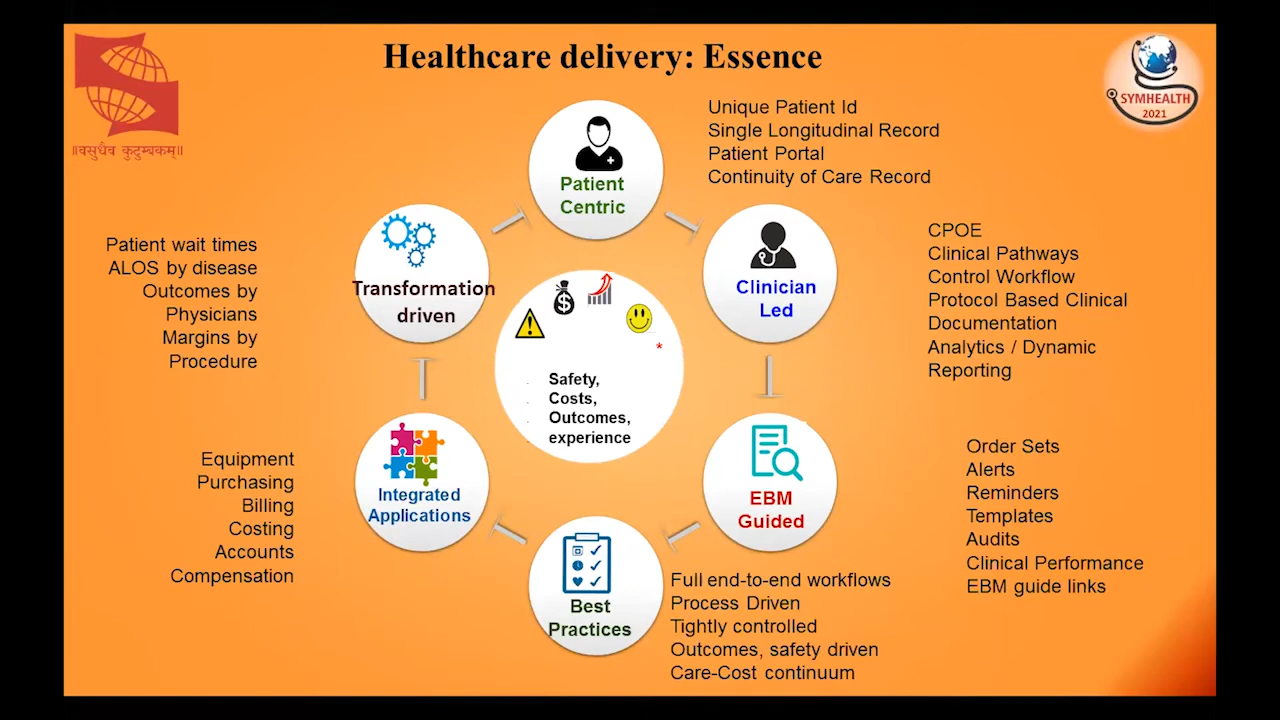 Healthcare delivery: Essence
॥वसुधैव कुटुम्बकम्॥
SYMHEALTH
2021
Patient
Centric
Unique Patient Id
Single Longitudinal Record
Patient Portal
Continuity of Care Record
Clinician
Led
CPOE
Clinical Pathways
Control Workflow
Protocol Based Clinical
Documentation
Analytics / Dynamic
Reporting
EBM
Guided
Order Sets
Alerts
Reminders
Templates
Audits
Clinical Performance
EBM guide links
Best
Practices
Full end-to-end workflows
Process Driven
Tightly controlled
Outcomes, safety driven
Care-Cost continuum
Integrated
Applications
Equipment
Purchasing
Billing
Costing
Accounts
Compensation
Transformation
driven
Patient wait times
ALOS by disease
Outcomes by
Physicians
Margins by
Procedure
$
*
Safety,
Costs,
Outcomes,
experience